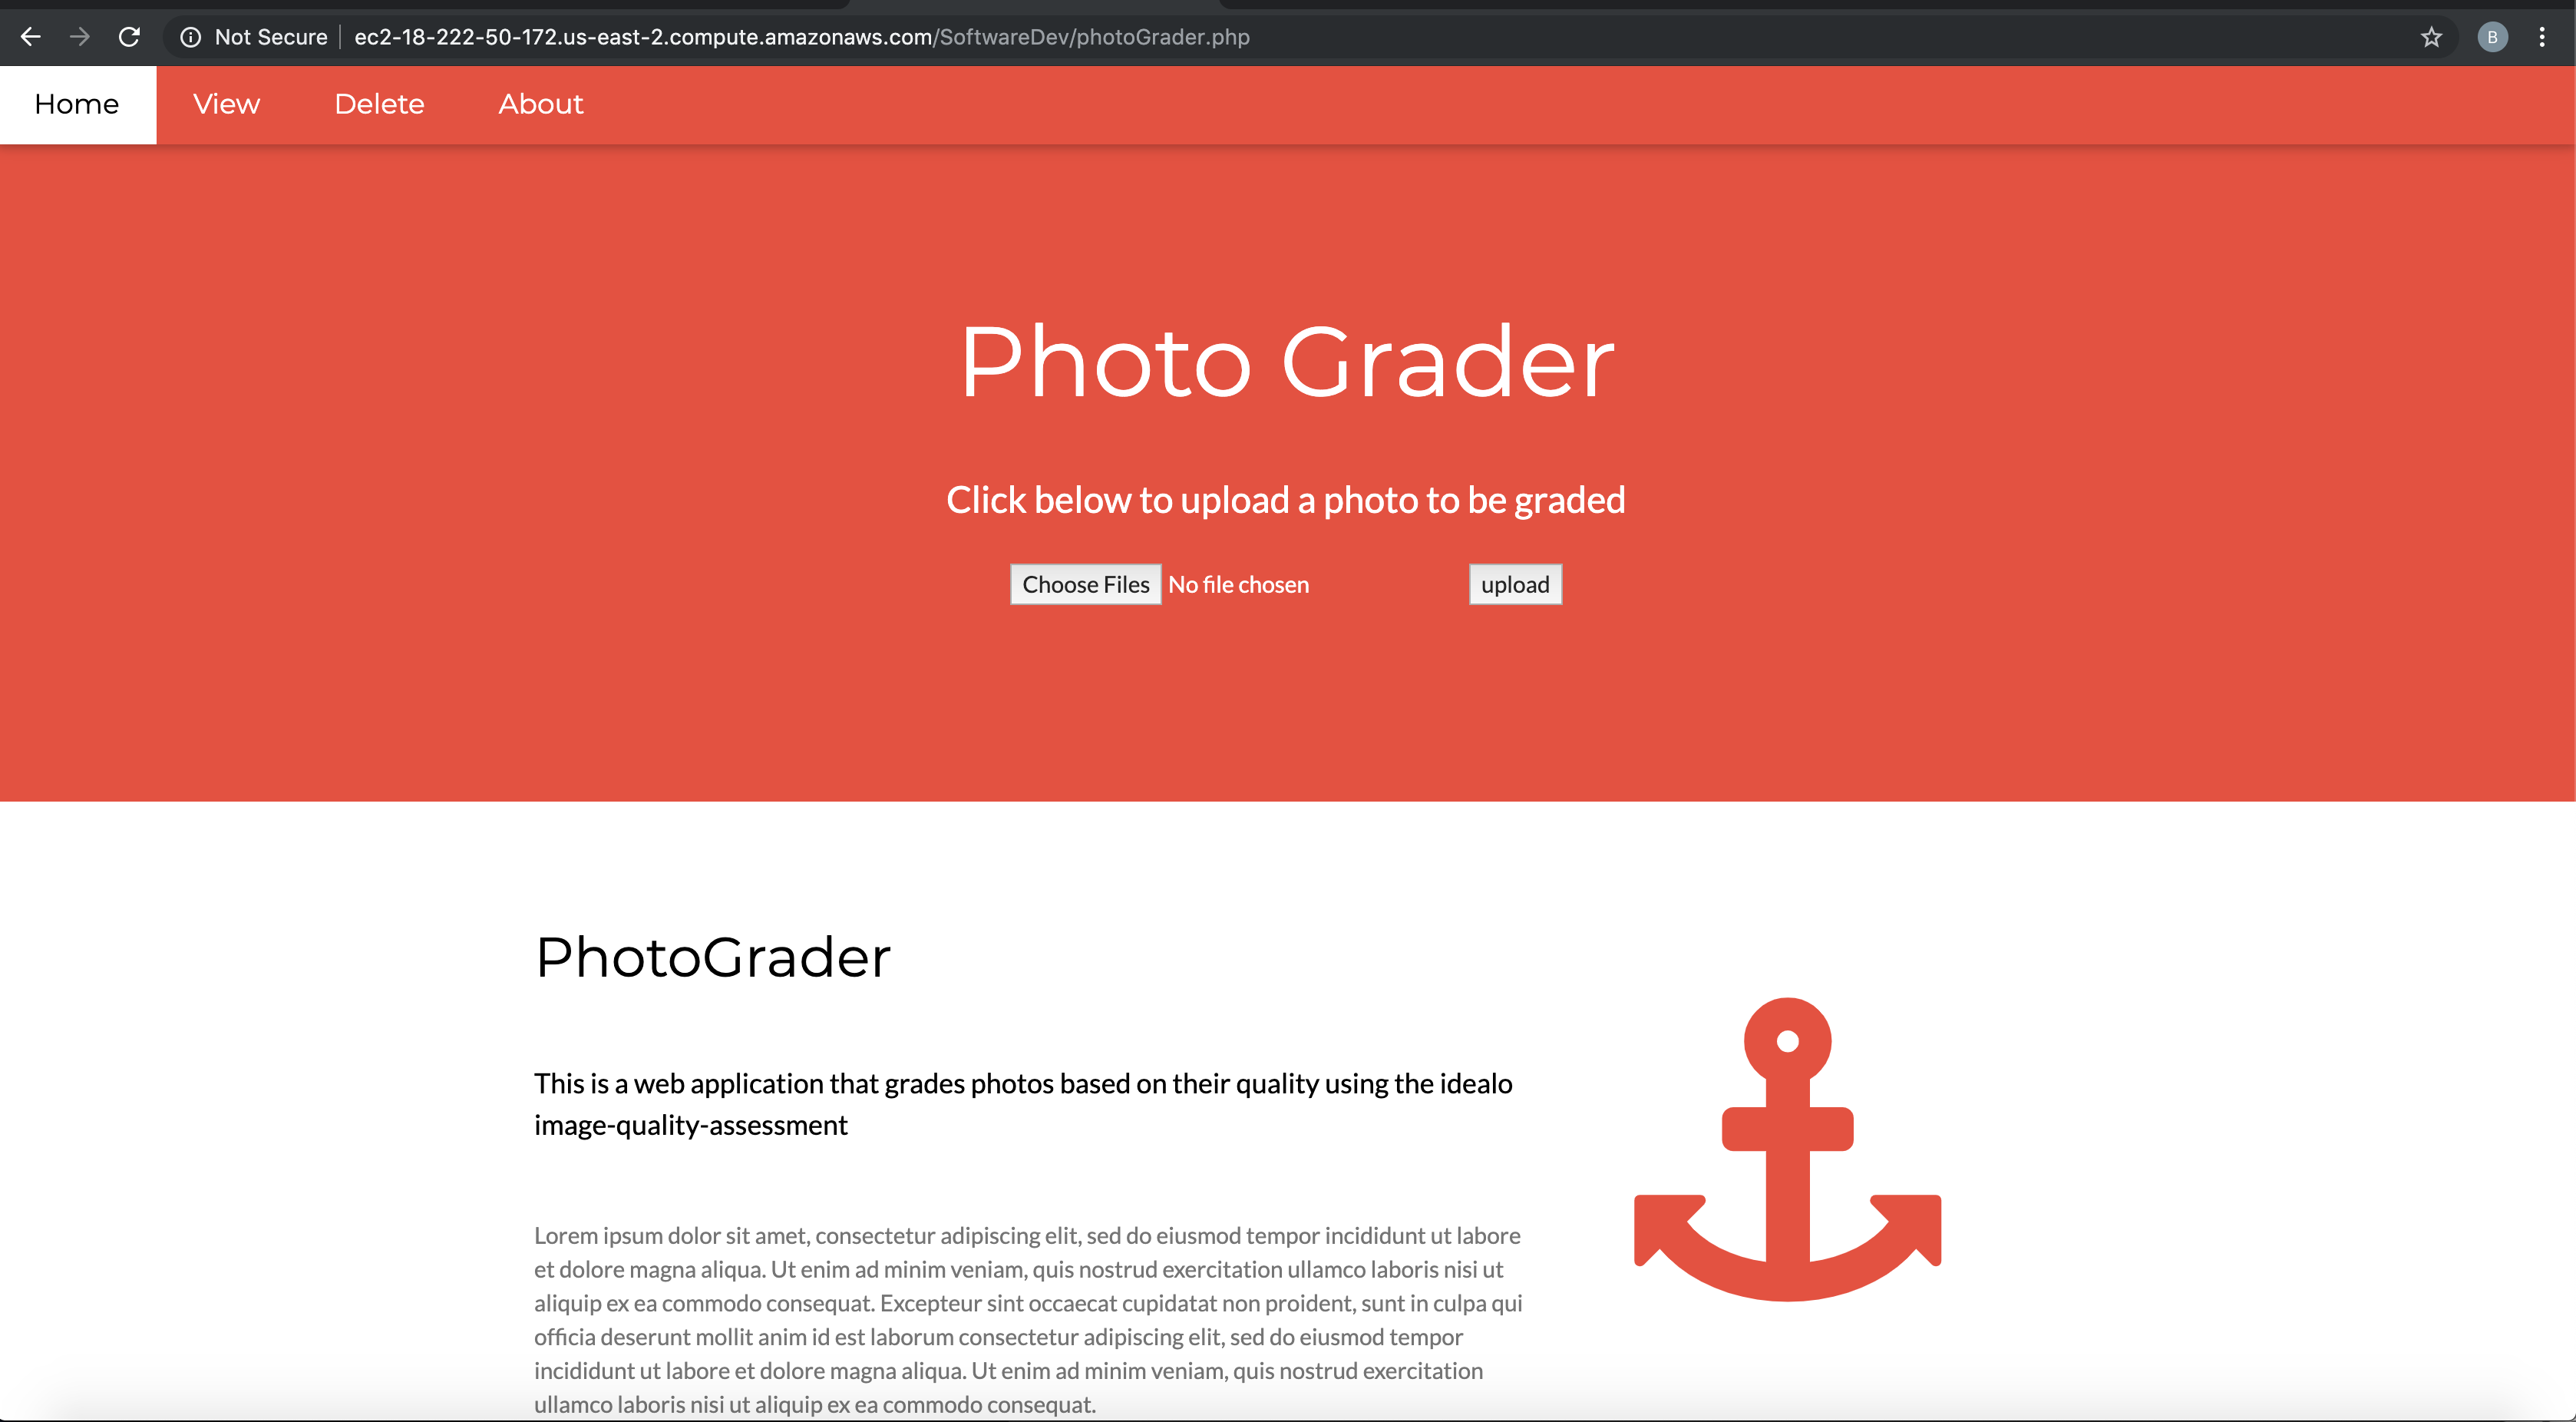 Not Secure ec2-18-222-50-172.us-east-2.compute.amazonaws.com/SoftwareDev/photoGrader.php B
Home View Delete About
Photo Grader
Click below to upload a photo to be graded
Choose Files No file chosen upload
PhotoGrader
This is a web application that grades photos based on their quality using the idealo
image-quality-assessment
Lorem ipsum dolor sit amet, consectetur adipiscing elit, sed do eiusmod tempor incididunt ut labore
et dolore magna aliqua. Ut enim ad minim veniam, quis nostrud exercitation ullamco laboris nisi ut
aliquip ex ea commodo consequat. Excepteur sint occaecat cupidatat non proident, sunt in culpa qui
officia deserunt mollit anim id est laborum consectetur adipiscing elit, sed do eiusmod tempor
incididunt ut labore et dolore magna aliqua. Ut enim ad minim veniam, quis nostrud exercitation
ullamco laboris nisi ut aliquip ex ea commodo consequat.